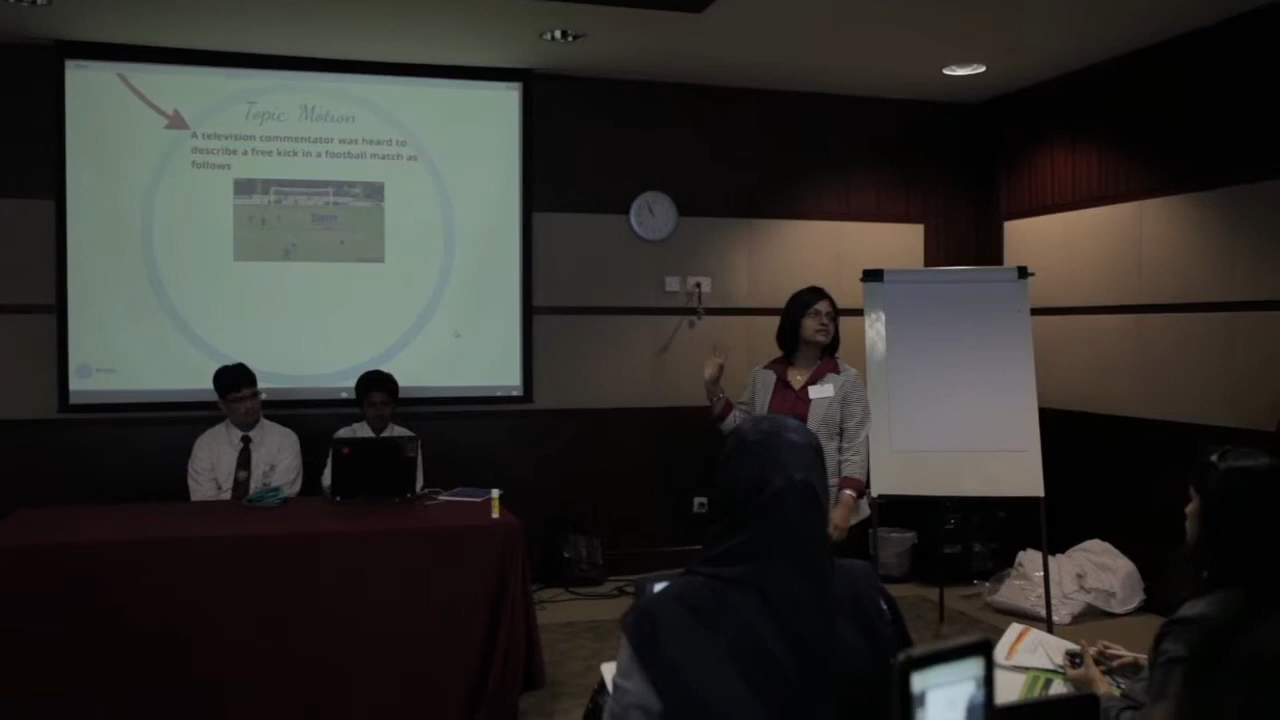 Topic Motion
A television commentator was heard to
describe a free kick in a football match as
follows